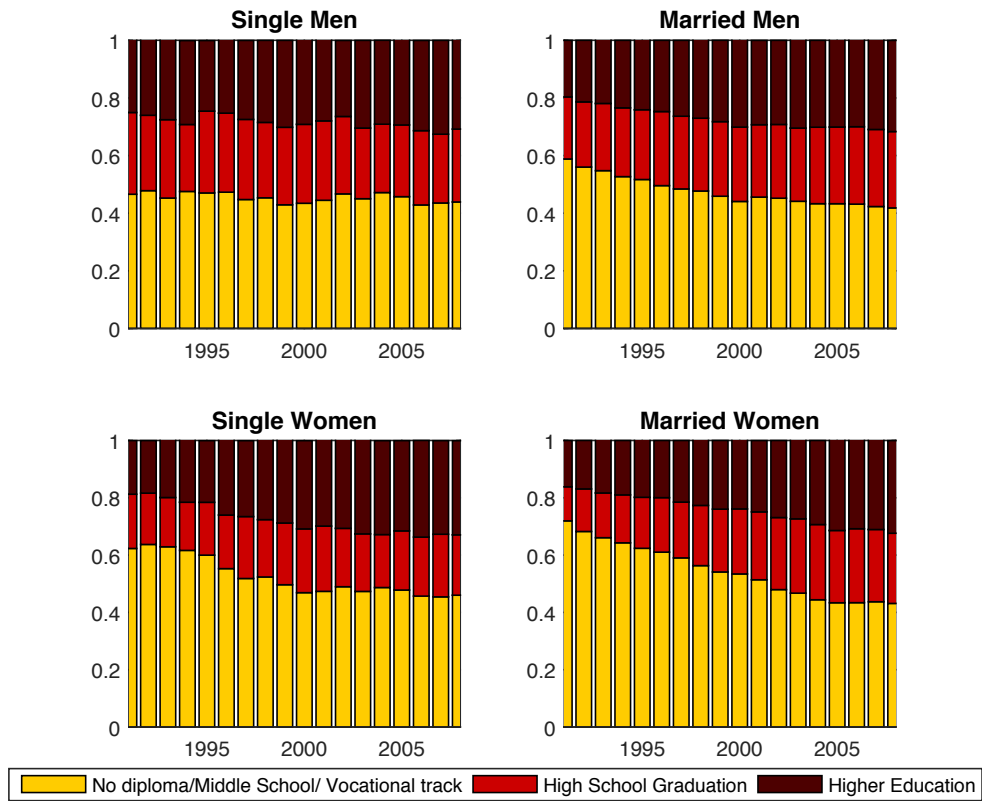 Single Men
1
0.8
0.6
0.4
0.2
0
1995 2000 2005
Married Men
1
0.8
0.6
0.4
0.2
0
1995 2000 2005
Single Women
1
0.8
0.6
0.4
0.2
0
1995 2000 2005
Married Women
1
0.8
0.6
0.4
0.2
0
1995 2000 2005
No diploma/Middle School/ Vocational track High School Graduation Higher Education